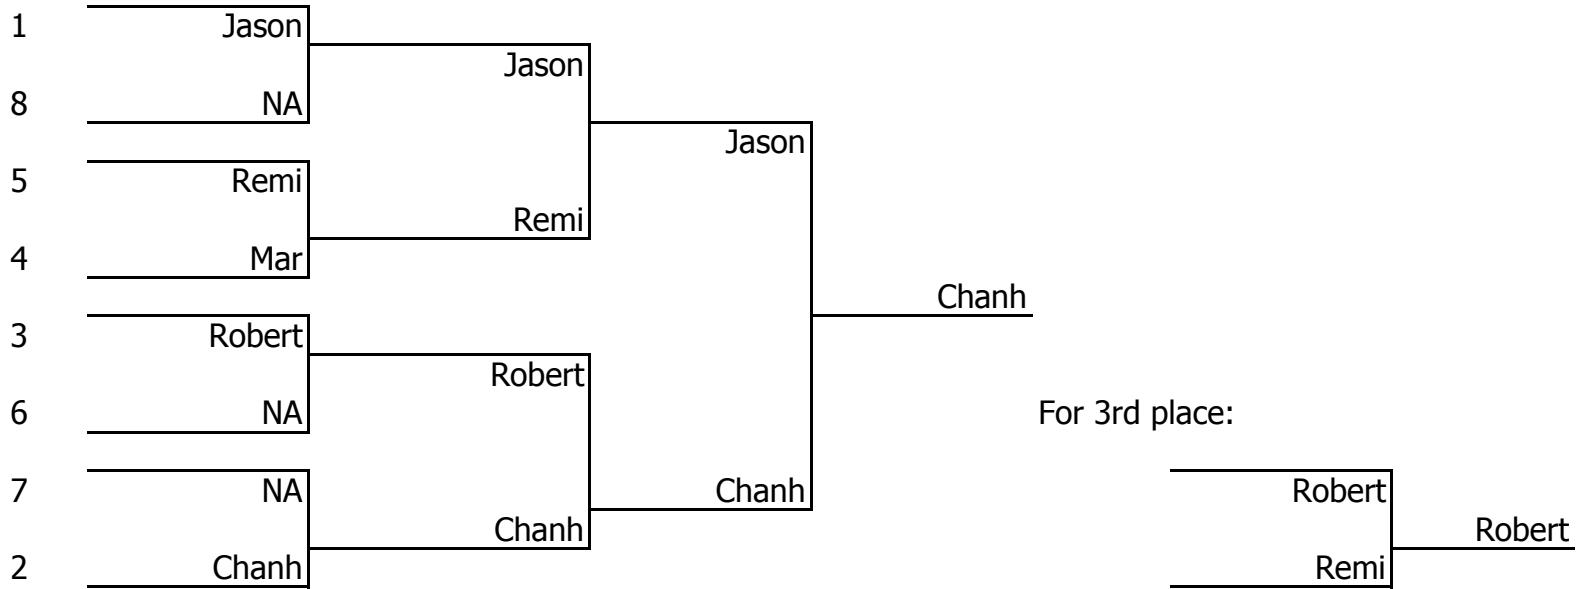 1 Jason
Jason
8 NA
Jason
5 Remi
Remi
4 Mar
Chanh
3 Robert
Robert
6 NA
For 3rd place:
7 NA
Chanh
Robert
Chanh
Robert
2 Chanh
Remi